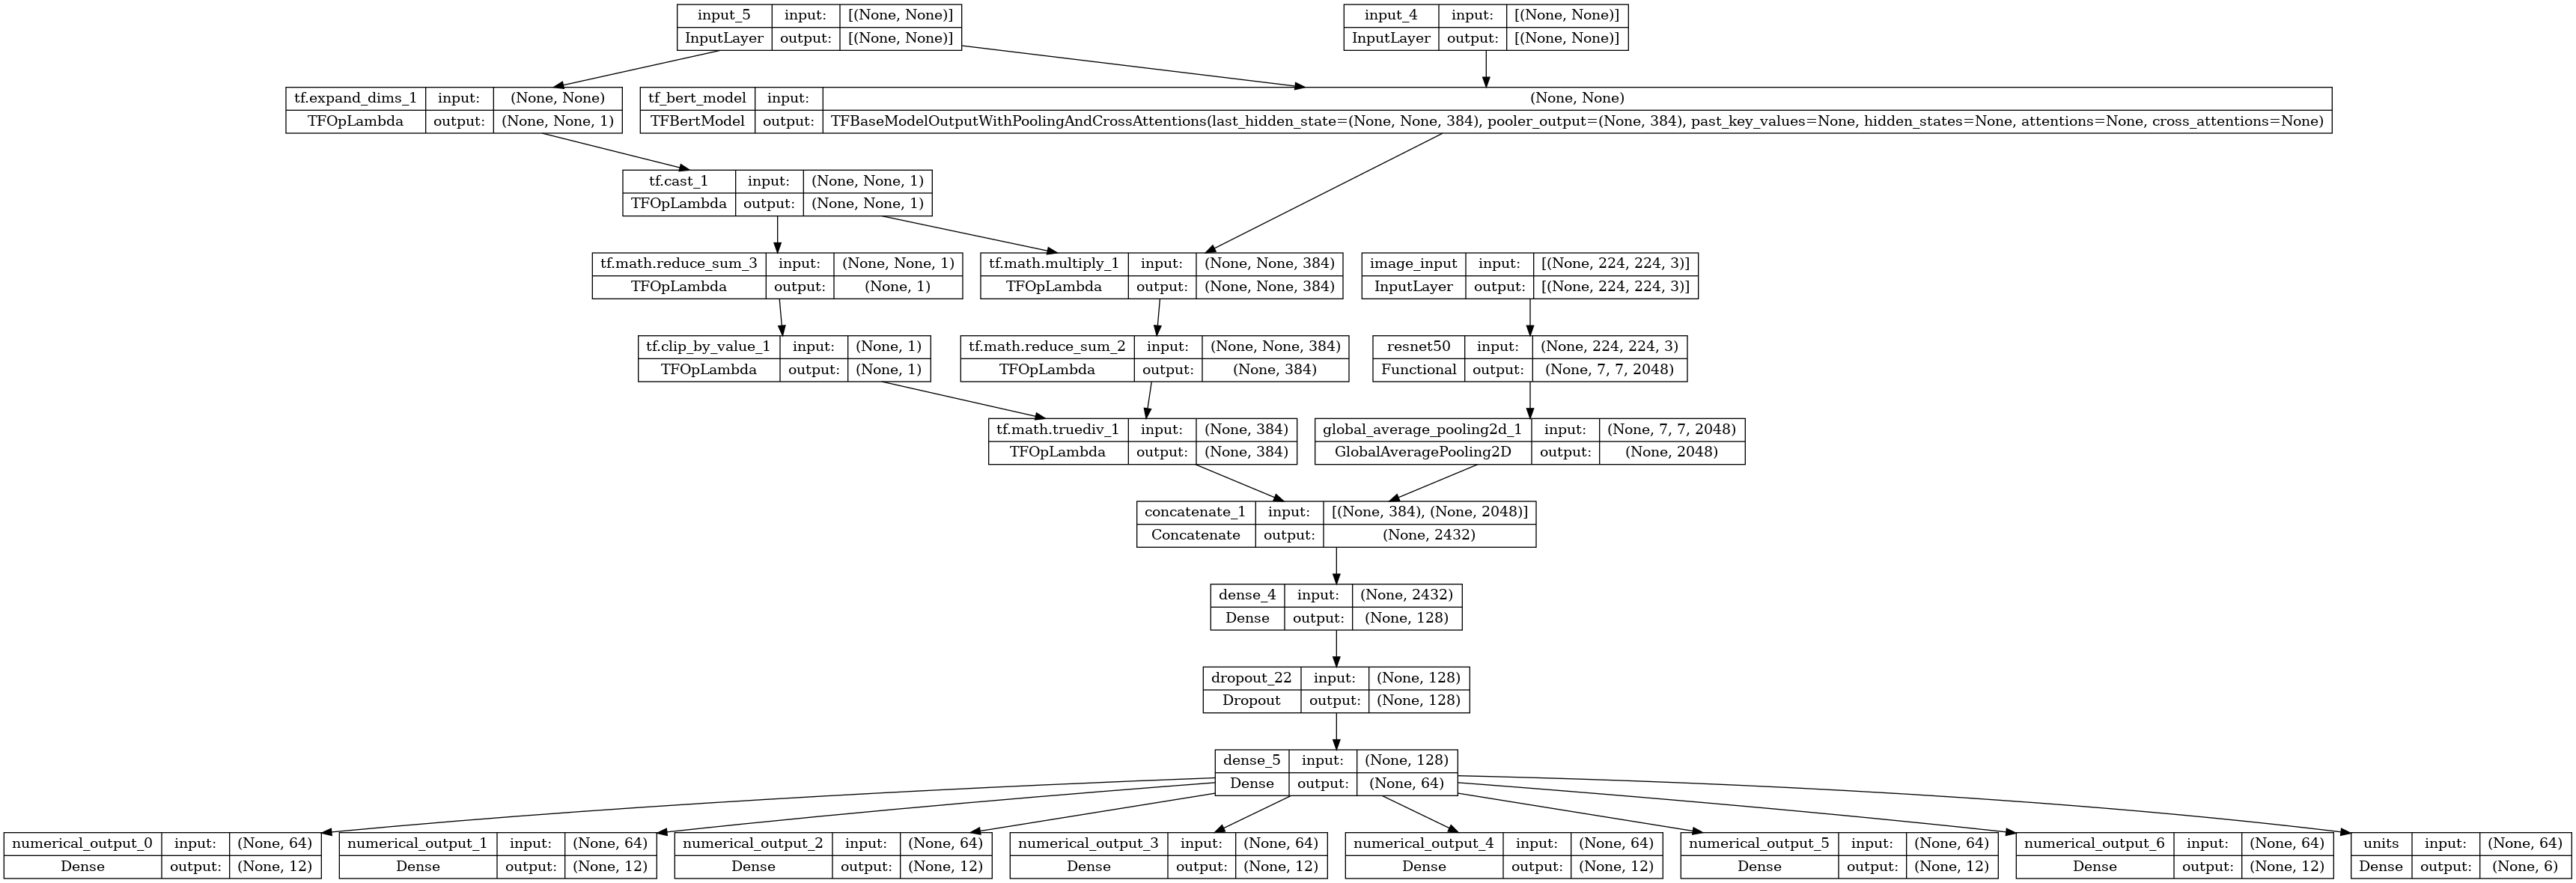 input_5 input: [(None, None)]
InputLayer output: [(None, None)]
input_4 input: [(None, None)]
InputLayer output: [(None, None)]
tf.expand_dims_1 input: (None, None)
TFOpLambda output: (None, None, 1)
tf_bert_model input: (None, None)
TFBertModel output: TFBaseModelOutputWithPoolingAndCrossAttentions(last_hidden_state=(None, None, 384), pooler_output=(None, 384), past_key_values=None, hidden_states=None, attentions=None, cross_attentions=None)
tf.cast_1 input: (None, None, 1)
TFOpLambda output: (None, None, 1)
tf.math.reduce_sum_3 input: (None, None, 1)
TFOpLambda output: (None, 1)
tf.math.multiply_1 input: (None, None, 384)
TFOpLambda output: (None, None, 384)
image_input input: [(None, 224, 224, 3)]
InputLayer output: [(None, 224, 224, 3)]
tf.clip_by_value_1 input: (None, 1)
TFOpLambda output: (None, 1)
tf.math.reduce_sum_2 input: (None, None, 384)
TFOpLambda output: (None, 384)
resnet50 input: (None, 224, 224, 3)
Functional output: (None, 7, 7, 2048)
tf.math.truediv_1 input: (None, 384)
TFOpLambda output: (None, 384)
global_average_pooling2d_1 input: (None, 7, 7, 2048)
GlobalAveragePooling2D output: (None, 2048)
concatenate_1 input: [(None, 384), (None, 2048)]
Concatenate output: (None, 2432)
dense_4 input: (None, 2432)
Dense output: (None, 128)
dropout_22 input: (None, 128)
Dropout output: (None, 128)
dense_5 input: (None, 128)
Dense output: (None, 64)
numerical_output_0 input: (None, 64)
Dense output: (None, 12)
numerical_output_1 input: (None, 64)
Dense output: (None, 12)
numerical_output_2 input: (None, 64)
Dense output: (None, 12)
numerical_output_3 input: (None, 64)
Dense output: (None, 12)
numerical_output_4 input: (None, 64)
Dense output: (None, 12)
numerical_output_5 input: (None, 64)
Dense output: (None, 12)
numerical_output_6 input: (None, 64)
Dense output: (None, 12)
units input: (None, 64)
Dense output: (None, 6)